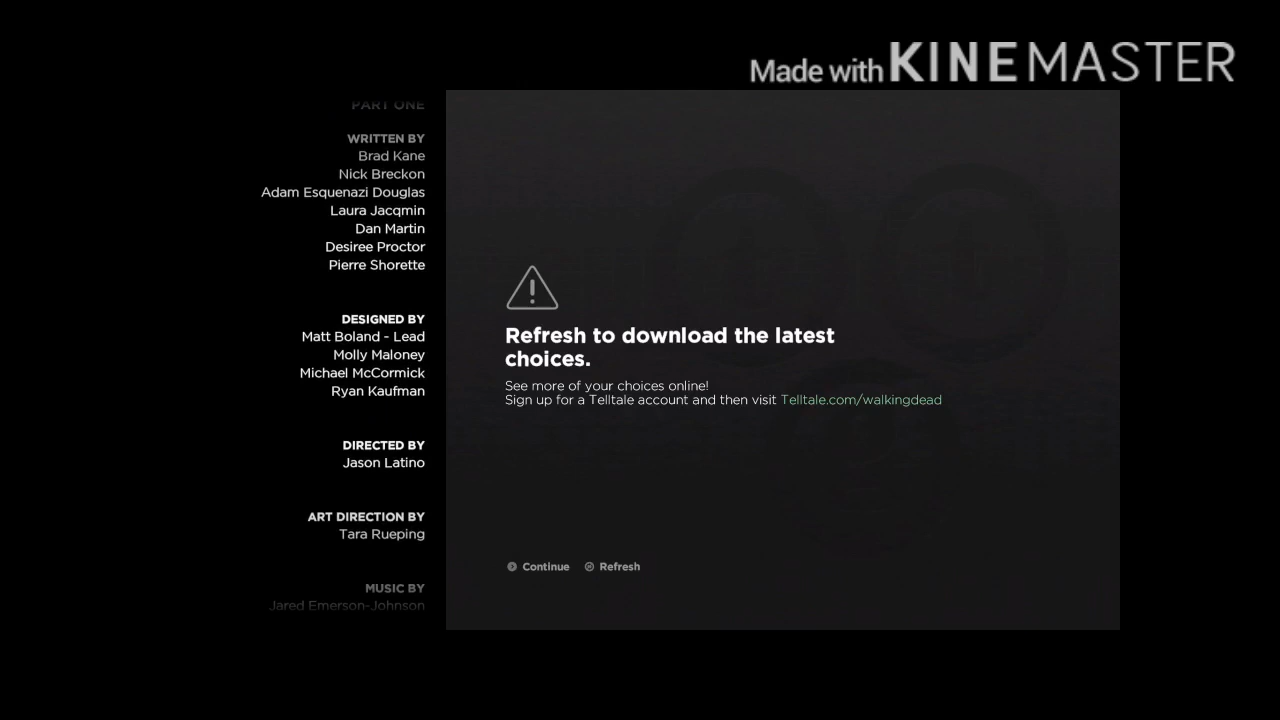 Made with KINEMASTER
PART ONE
WRITTEN BY
Brad Kane
Nick Breckon
Adam Esquenazi Douglas
Laura Jacqmin
Dan Martin
Desiree Proctor
Pierre Shorette
DESIGNED BY
Matt Boland - Lead
Molly Maloney
Michael McCormick
Ryan Kaufman
DIRECTED BY
Jason Latino
ART DIRECTION BY
Tara Rueping
MUSIC BY
Jared Emerson-Johnson
Refresh to download the latest
choices.
See more of your choices online!
Sign up for a Telltale account and then visit Telltale.com/walkingdead
Continue Refresh